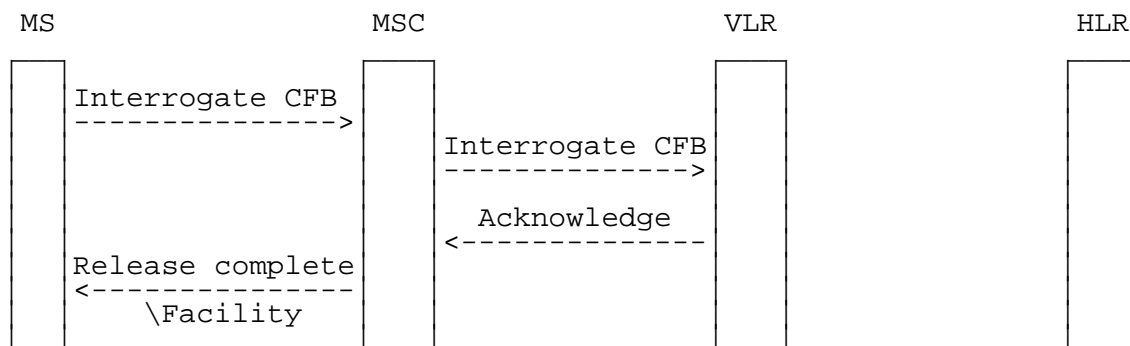 MS MSC VLR HLR
Interrogate CFB
--------------->
Interrogate CFB
-------------->
Acknowledge
<--------------
Release complete
<---------------
\Facility